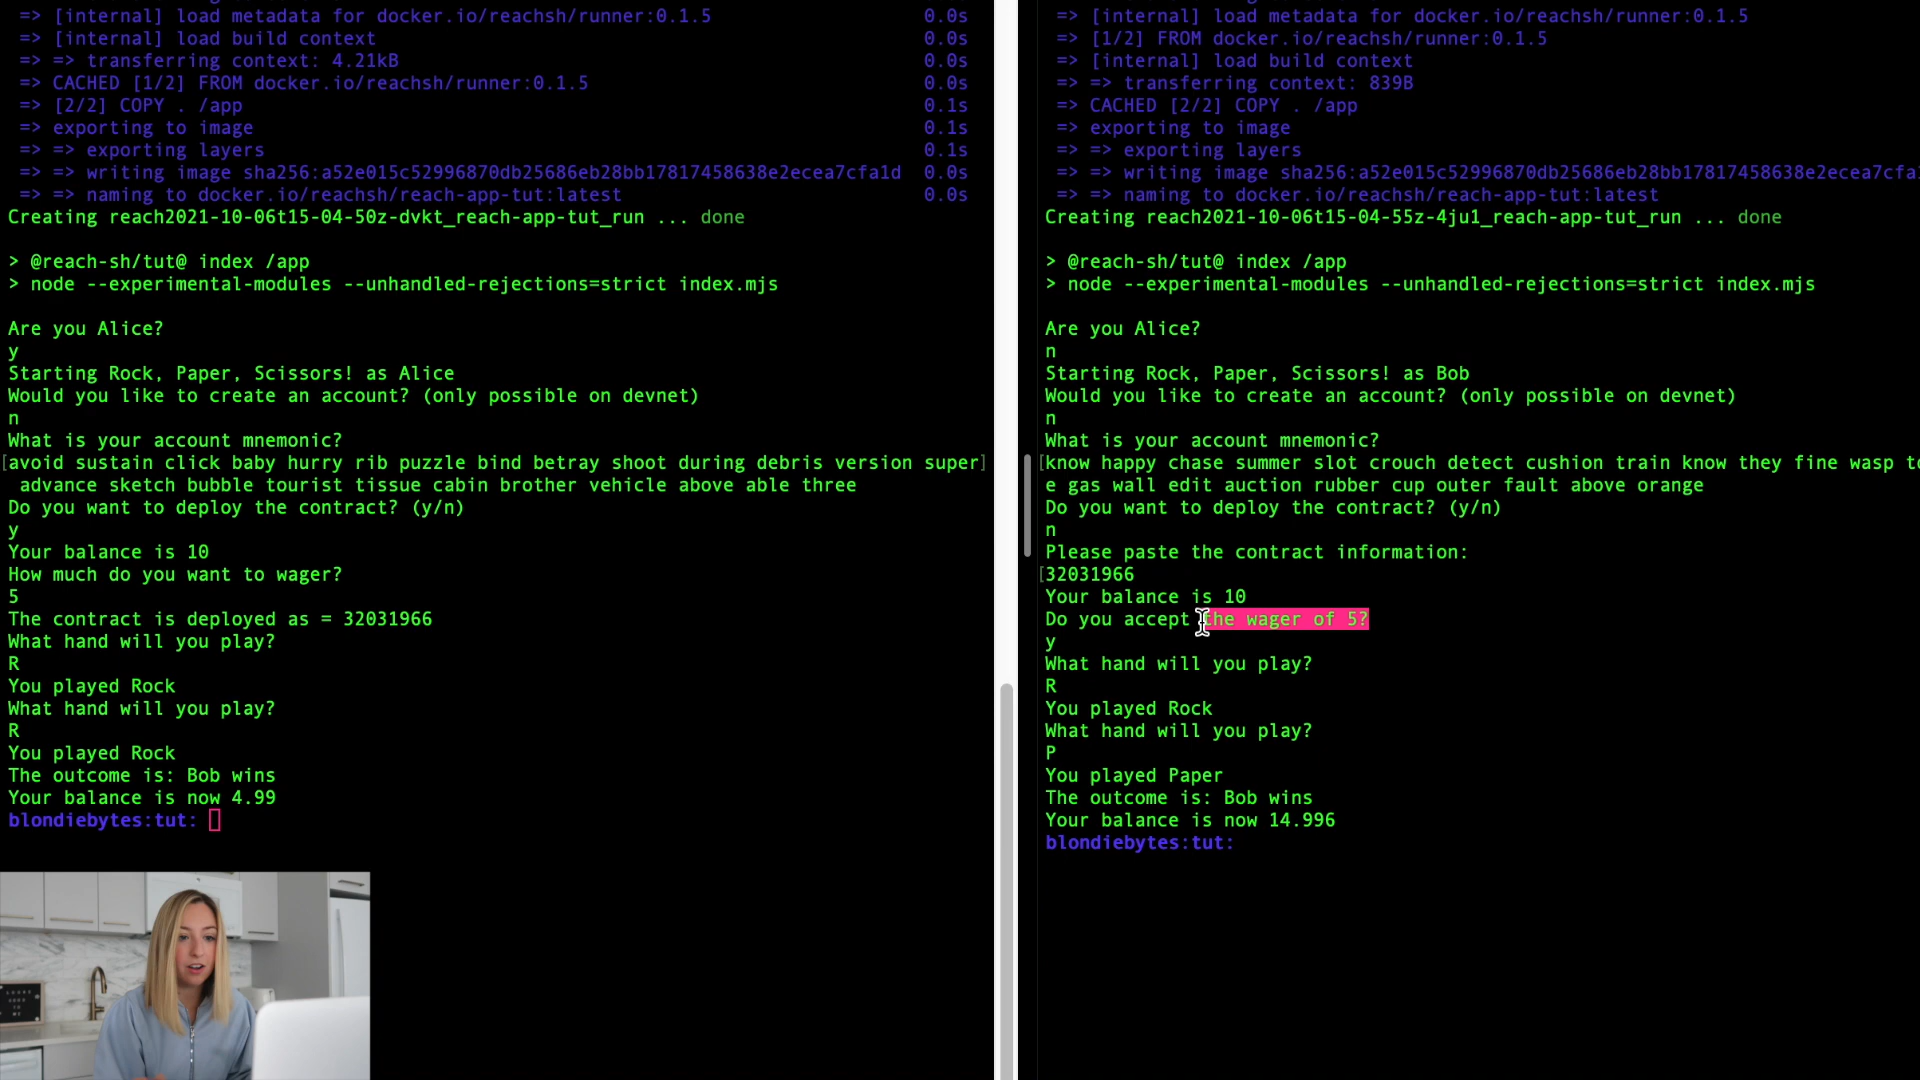 => [internal] load metadata for docker.io/reachsh/runner:0.1.5 0.0s
=> [internal] load build context 0.0s
=> => transferring context: 4.21kB 0.0s
=> CACHED [1/2] FROM docker.io/reachsh/runner:0.1.5 0.0s
=> [2/2] COPY . /app 0.1s
=> exporting to image 0.1s
=> => exporting layers 0.1s
=> => writing image sha256:a52e015c52996870db25686eb28bb17817458638e2ecea7cfa1d 0.0s
=> => naming to docker.io/reachsh/reach-app-tut:latest 0.0s
Creating reach2021-10-06t15-04-50z-dvkt_reach-app-tut_run ... done
> @reach-sh/tut@ index /app
> node --experimental-modules --unhandled-rejections=strict index.mjs
Are you Alice?
y
Starting Rock, Paper, Scissors! as Alice
Would you like to create an account? (only possible on devnet)
n
What is your account mnemonic?
[avoid sustain click baby hurry rib puzzle bind betray shoot during debris version super]
advance sketch bubble tourist tissue cabin brother vehicle above able three
Do you want to deploy the contract? (y/n)
y
Your balance is 10
How much do you want to wager?
5
The contract is deployed as = 32031966
What hand will you play?
R
You played Rock
What hand will you play?
R
You played Rock
The outcome is: Bob wins
Your balance is now 4.99
blondiebytes:tut:
=> [internal] load metadata for docker.io/reachsh/runner:0.1.5
=> [1/2] FROM docker.io/reachsh/runner:0.1.5
=> [internal] load build context
=> => transferring context: 839B
=> CACHED [2/2] COPY . /app
=> exporting to image
=> => exporting layers
=> => writing image sha256:a52e015c52996870db25686eb28bb17817458638e2ecea7cfa
=> => naming to docker.io/reachsh/reach-app-tut:latest
Creating reach2021-10-06t15-04-55z-4ju1_reach-app-tut_run ... done
> @reach-sh/tut@ index /app
> node --experimental-modules --unhandled-rejections=strict index.mjs
Are you Alice?
n
Starting Rock, Paper, Scissors! as Bob
Would you like to create an account? (only possible on devnet)
n
What is your account mnemonic?
[know happy chase summer slot crouch detect cushion train know they fine wasp to
e gas wall edit auction rubber cup outer fault above orange
Do you want to deploy the contract? (y/n)
n
Please paste the contract information:
[32031966
Your balance is 10
Do you accept the wager of 5?
y
What hand will you play?
R
You played Rock
What hand will you play?
P
You played Paper
The outcome is: Bob wins
Your balance is now 14.996
blondiebytes:tut: